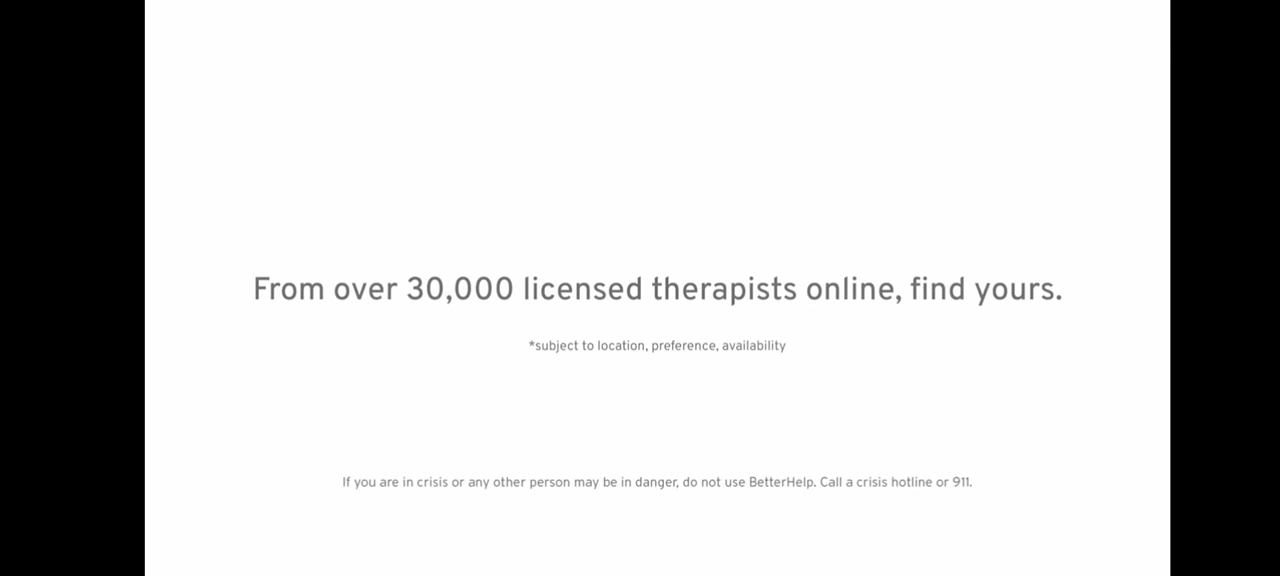 From over 30,000 licensed therapists online, find yours.
*subject to location, preference, availability
If you are in crisis or any other person may be in danger, do not use BetterHelp. Call a crisis hotline or 911.